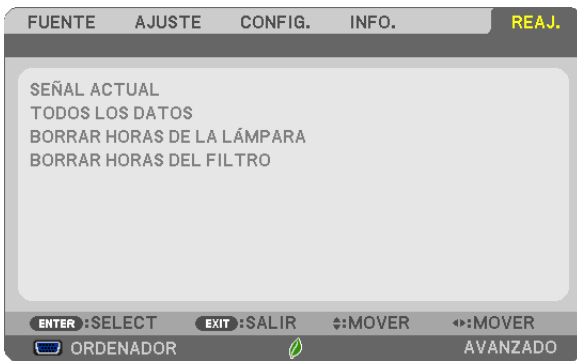 FUENTE AJUSTE CONFIG. INFO. REAJ.
SEÑAL ACTUAL
TODOS LOS DATOS
BORRAR HORAS DE LA LÁMPARA
BORRAR HORAS DEL FILTRO
ENTER :SELECT EXIT :SALIR :MOVER :MOVER
ORDENADOR AVANZADO